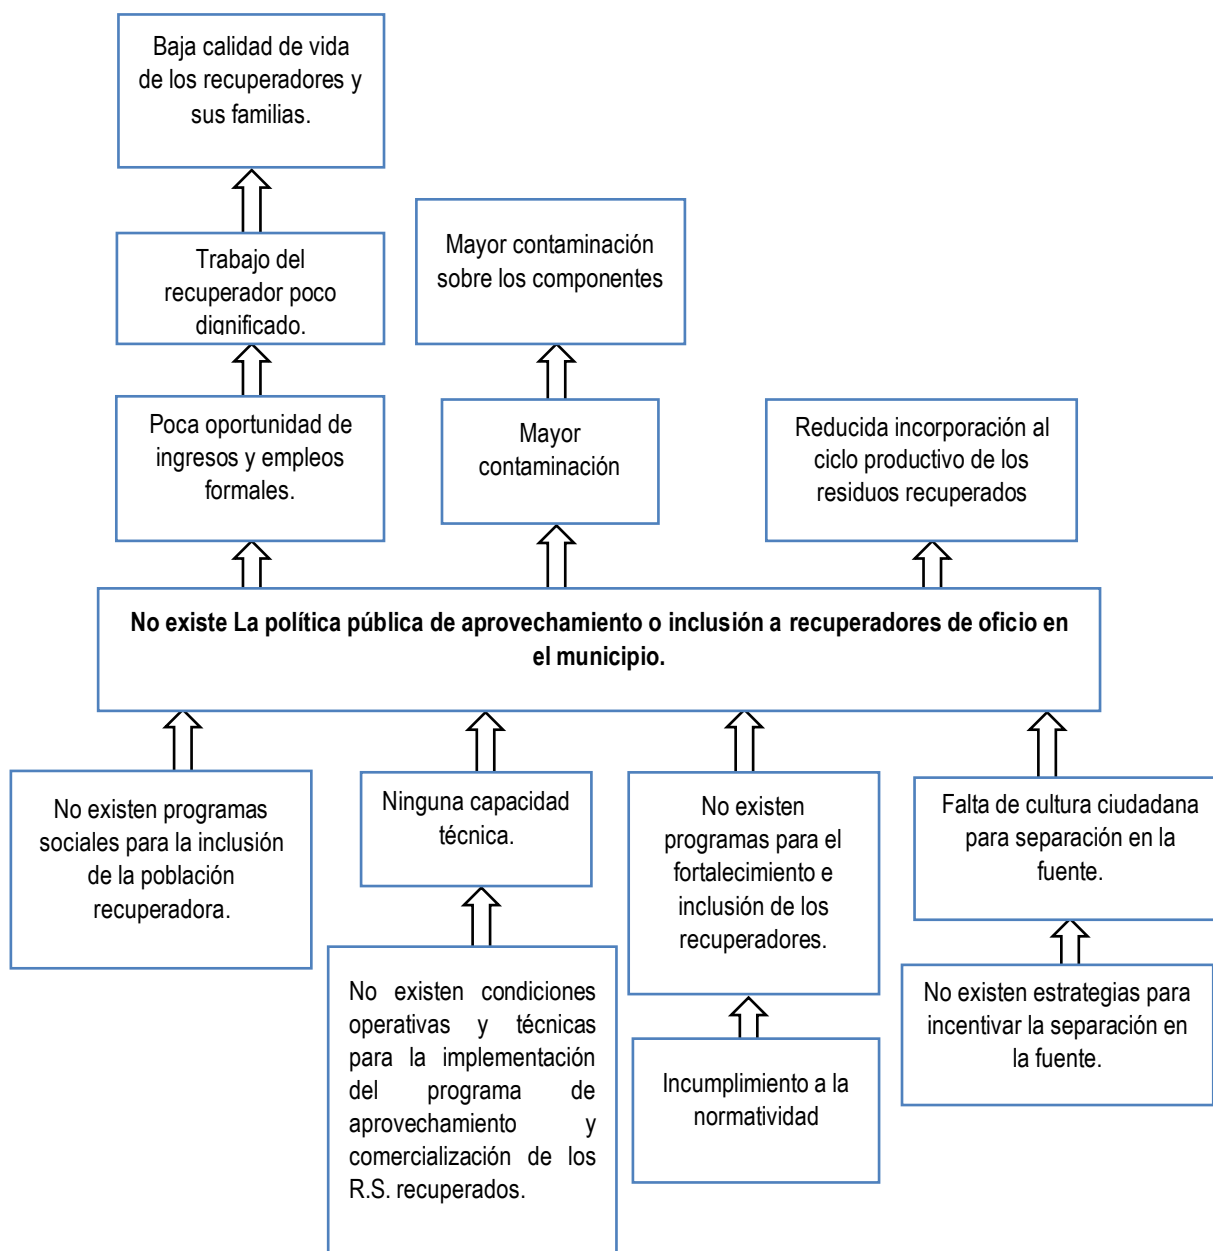 Baja calidad de vida
de los recuperadores y
sus familias.
Trabajo del
recuperador poco
dignificado.
Mayor contaminación
sobre los componentes
Poca oportunidad de
ingresos y empleos
formales.
Mayor
contaminación
Reducida incorporación al
ciclo productivo de los
residuos recuperados
No existe La política pública de aprovechamiento o inclusión a recuperadores de oficio en
el municipio.
No existen programas
sociales para la inclusión
de la población
recuperadora.
Ninguna capacidad
técnica.
No existen
programas para el
fortalecimiento e
inclusión de los
recuperadores.
Falta de cultura ciudadana
para separación en la
fuente.
No existen condiciones
operativas y técnicas
para la implementación
del programa de
aprovechamiento y
comercialización de los
R.S. recuperados.
Incumplimiento a la
normatividad
No existen estrategias para
incentivar la separación en
la fuente.